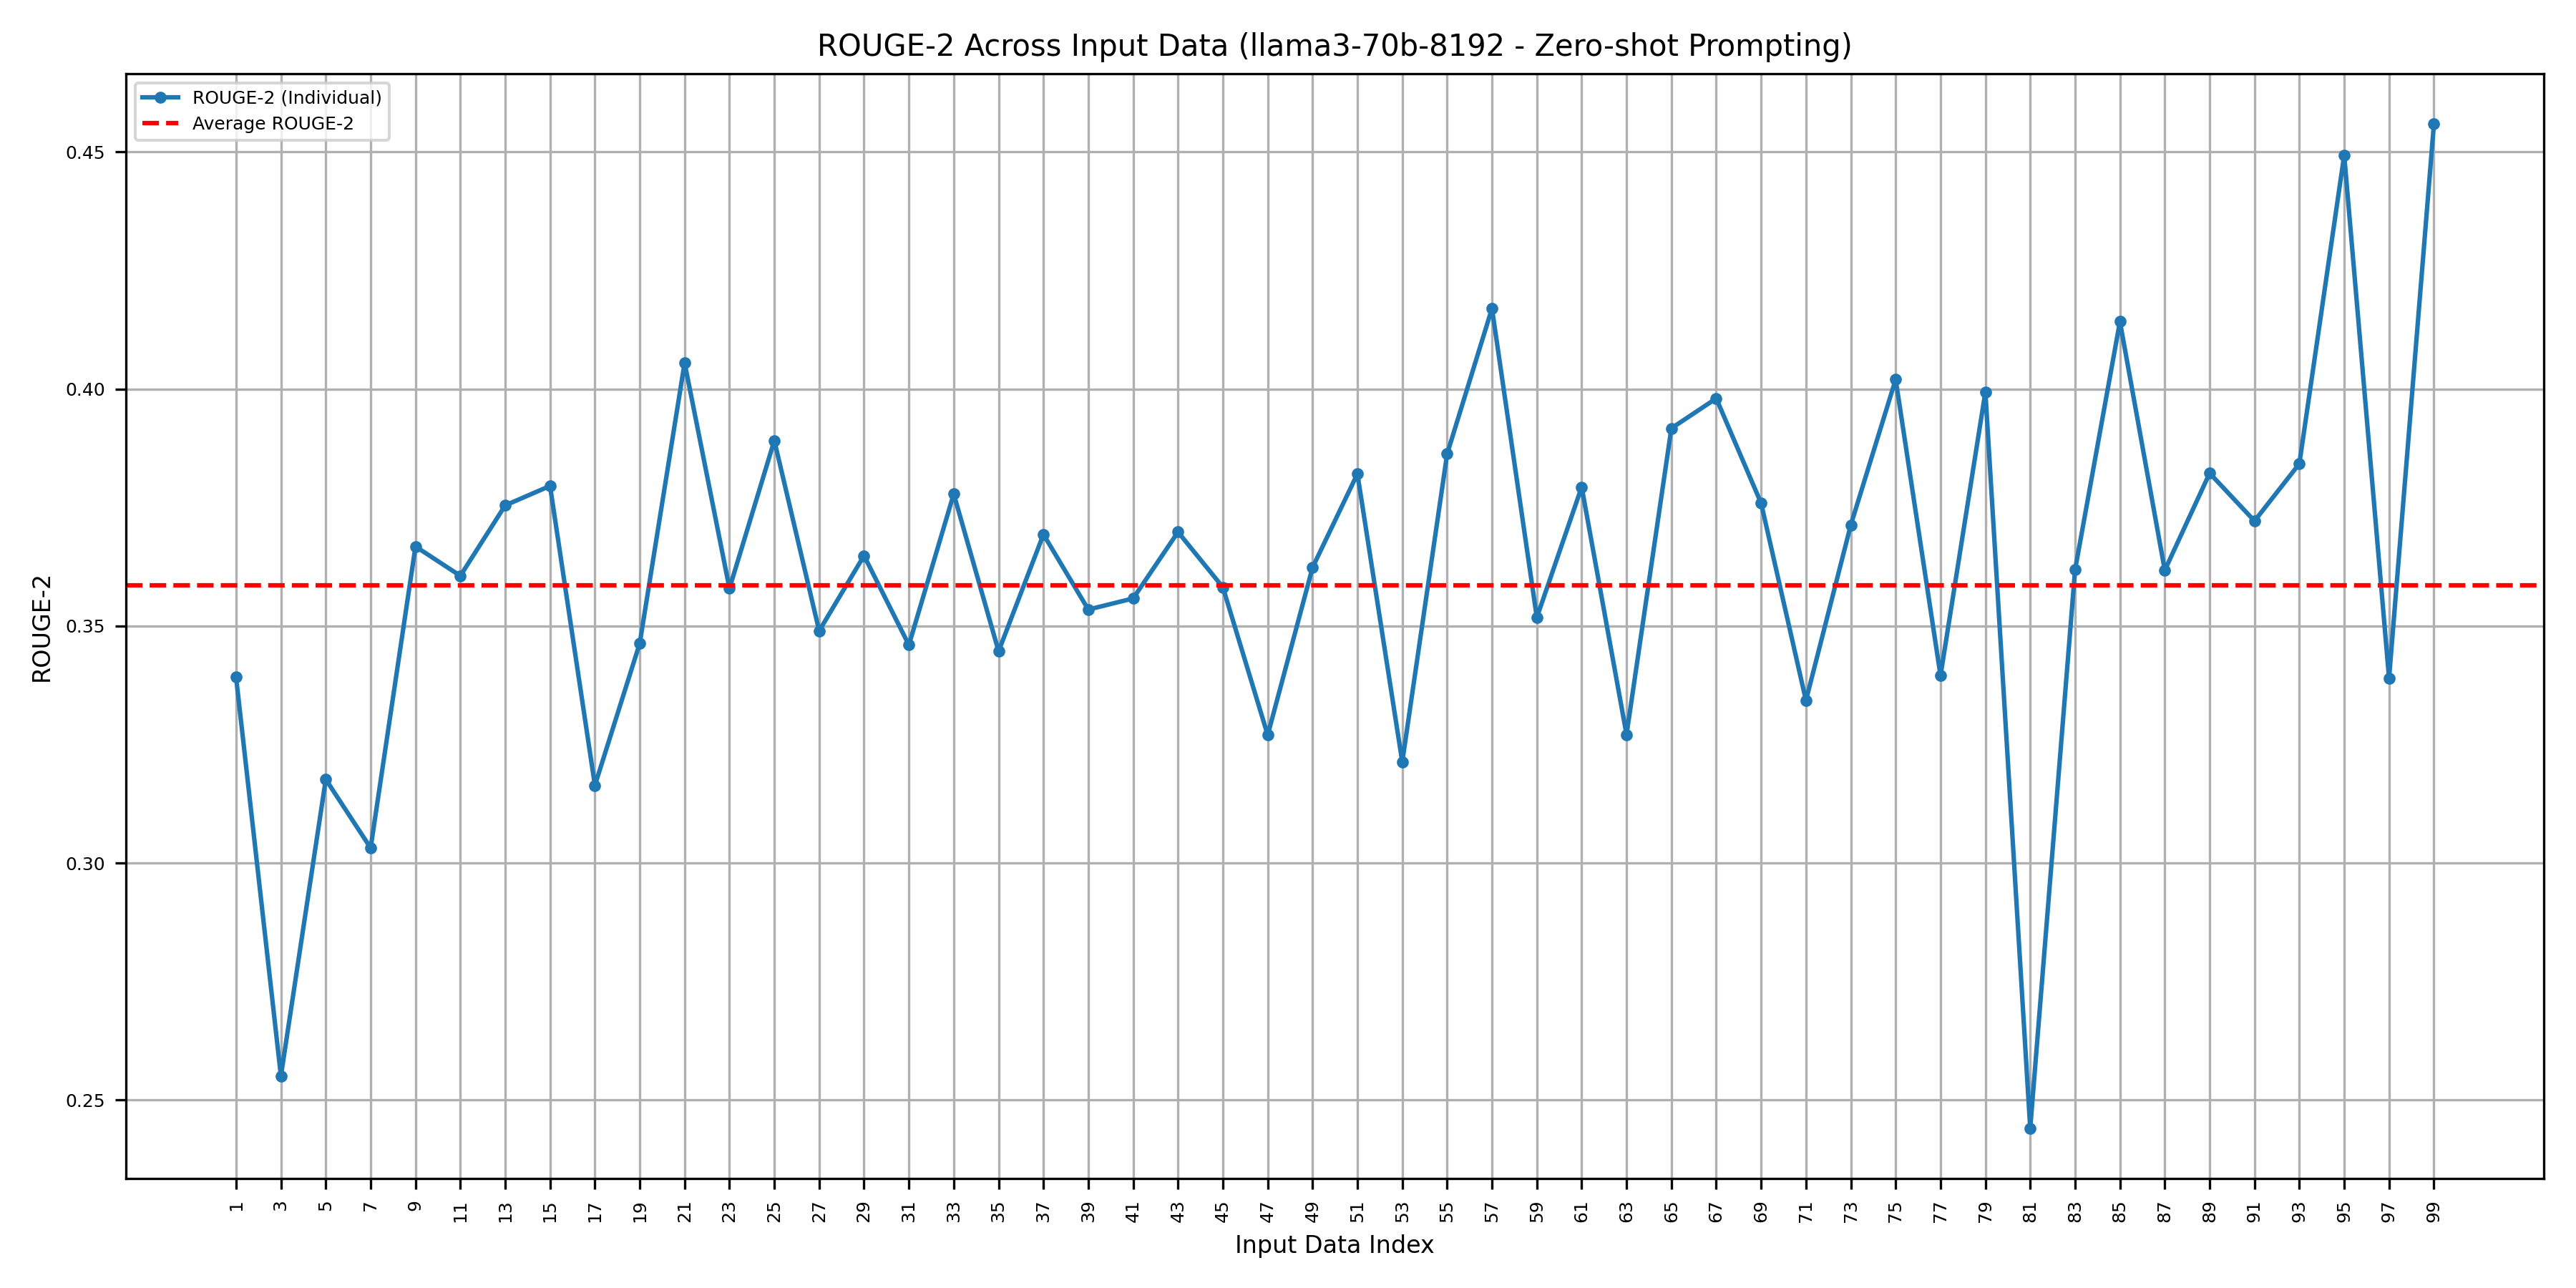 ROUGE-2 Across Input Data (llama3-70b-8192 - Zero-shot Prompting)
ROUGE-2 (Individual)
Average ROUGE-2
0.45
0.40
0.35
0.30
0.25
ROUGE-2
1 3 5 7 9 11 13 15 17 19 21 23 25 27 29 31 33 35 37 39 41 43 45 47 49 51 53 55 57 59 61 63 65 67 69 71 73 75 77 79 81 83 85 87 89 91 93 95 97 99
Input Data Index